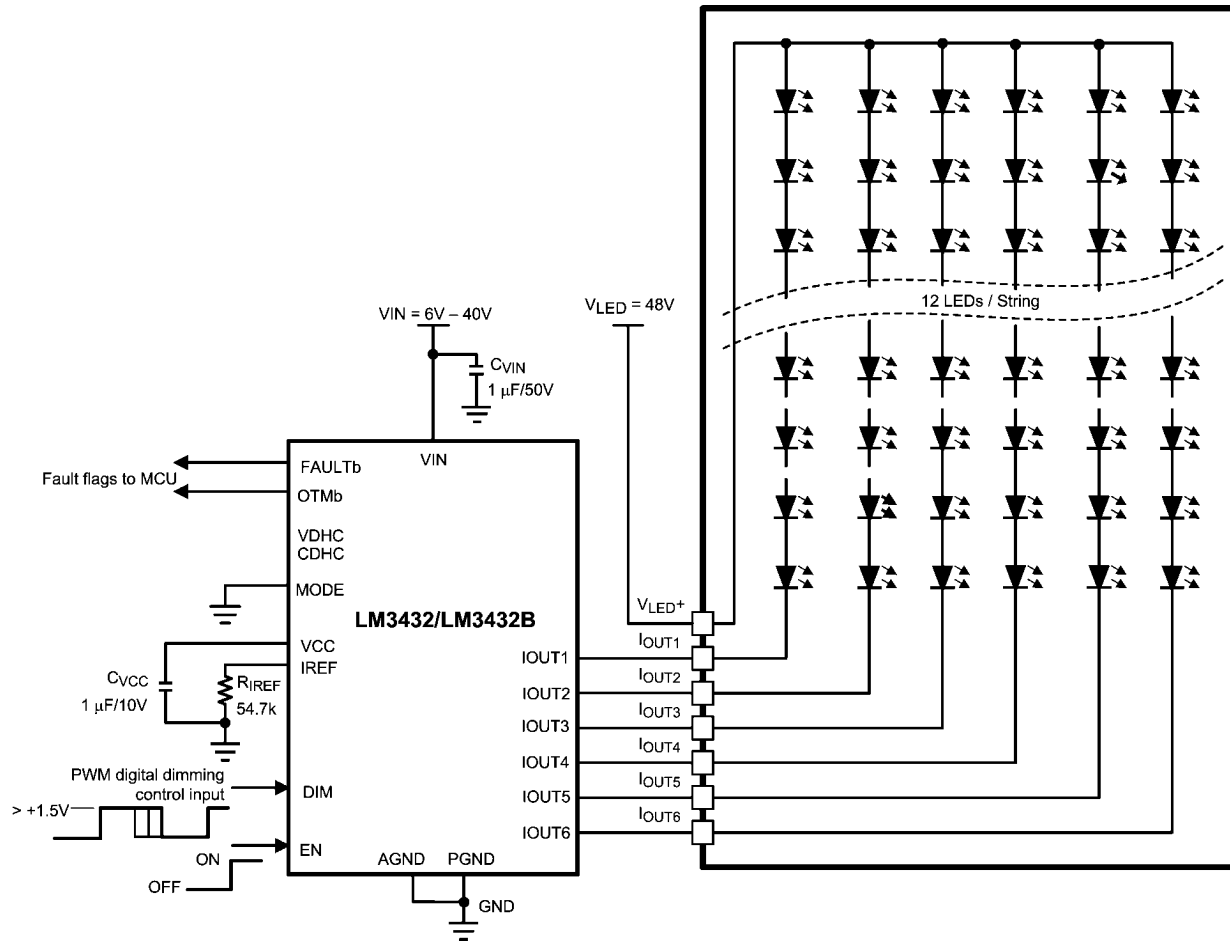 12 LEDs / String
VLED = 48V
VIN = 6V – 40V
CVIN
1 µF/50V
VIN
Fault flags to MCU
FAULTb
OTMb
VDHC
CDHC
MODE
LM3432/LM3432B
VCC
IREF
CVCC
1 µF/10V
RIREF
54.7k
PWM digital dimming
control input
> +1.5V
DIM
ON
OFF
EN
AGND
PGND
GND
IOUT1
IOUT2
IOUT3
IOUT4
IOUT5
IOUT6
VLED+
IOUT1
IOUT2
IOUT3
IOUT4
IOUT5
IOUT6